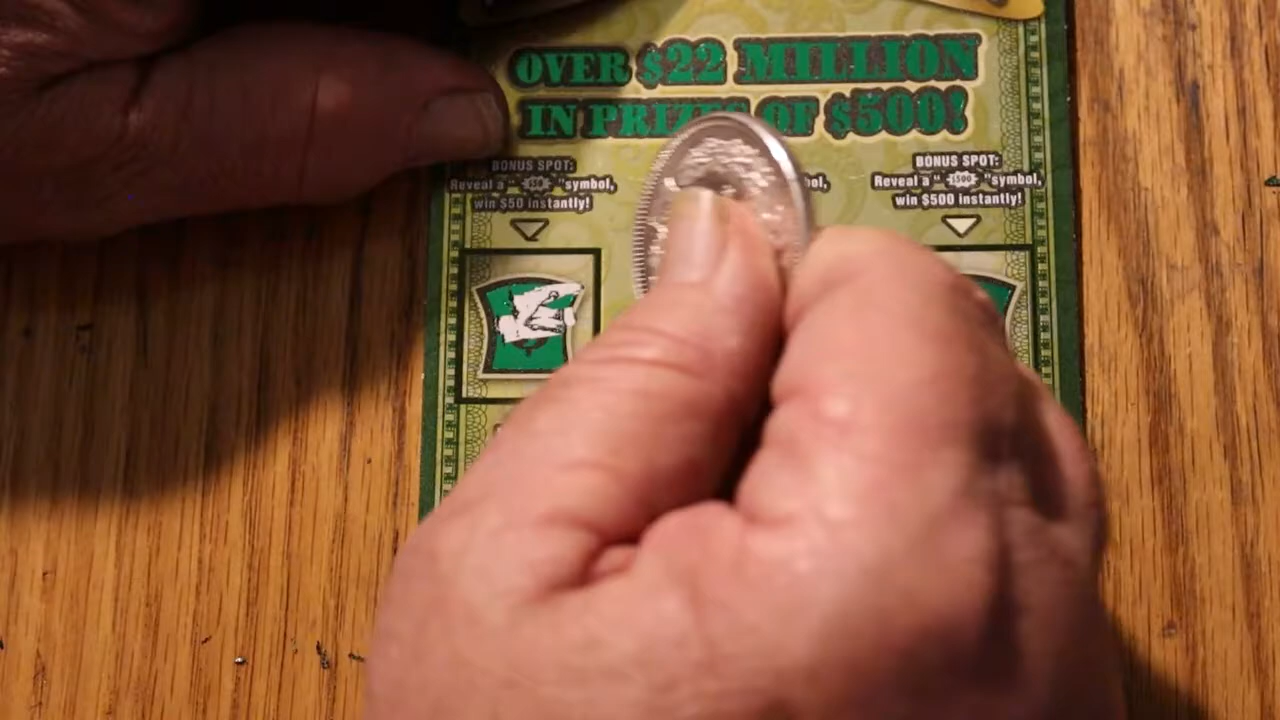 OVER $22 MILLION
IN PRIZES OF $500!
BONUS SPOT:
Reveal a " $50 "symbol,
win $50 instantly!
BONUS SPOT:
Reveal a " $500 "symbol,
win $500 instantly!